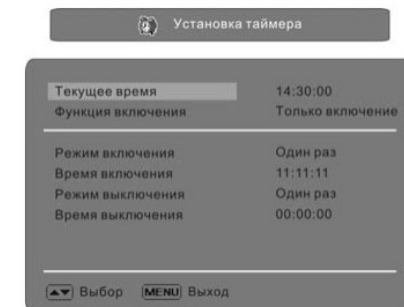 Установка таймера
Текущее время 14:30:00
Функция включения Только включение
Режим включения Один раз
Время включения 11:11:11
Режим выключения Один раз
Время выключения 00:00:00
▲▼ Выбор MENU Выход